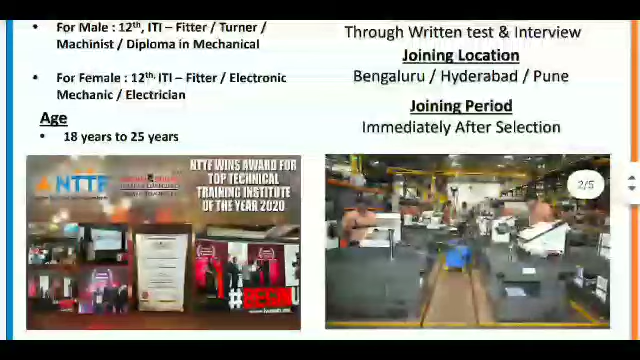 For Male : 12th, ITI – Fitter / Turner /
Machinist / Diploma in Mechanical
For Female : 12th, ITI – Fitter / Electronic
Mechanic / Electrician
Age
18 years to 25 years
Through Written test & Interview
Joining Location
Bengaluru / Hyderabad / Pune
Joining Period
Immediately After Selection
NTTF
NTTF WINS AWARD FOR
TOP TECHNICAL
TRAINING INSTITUTE
OF THE YEAR 2020
2/5